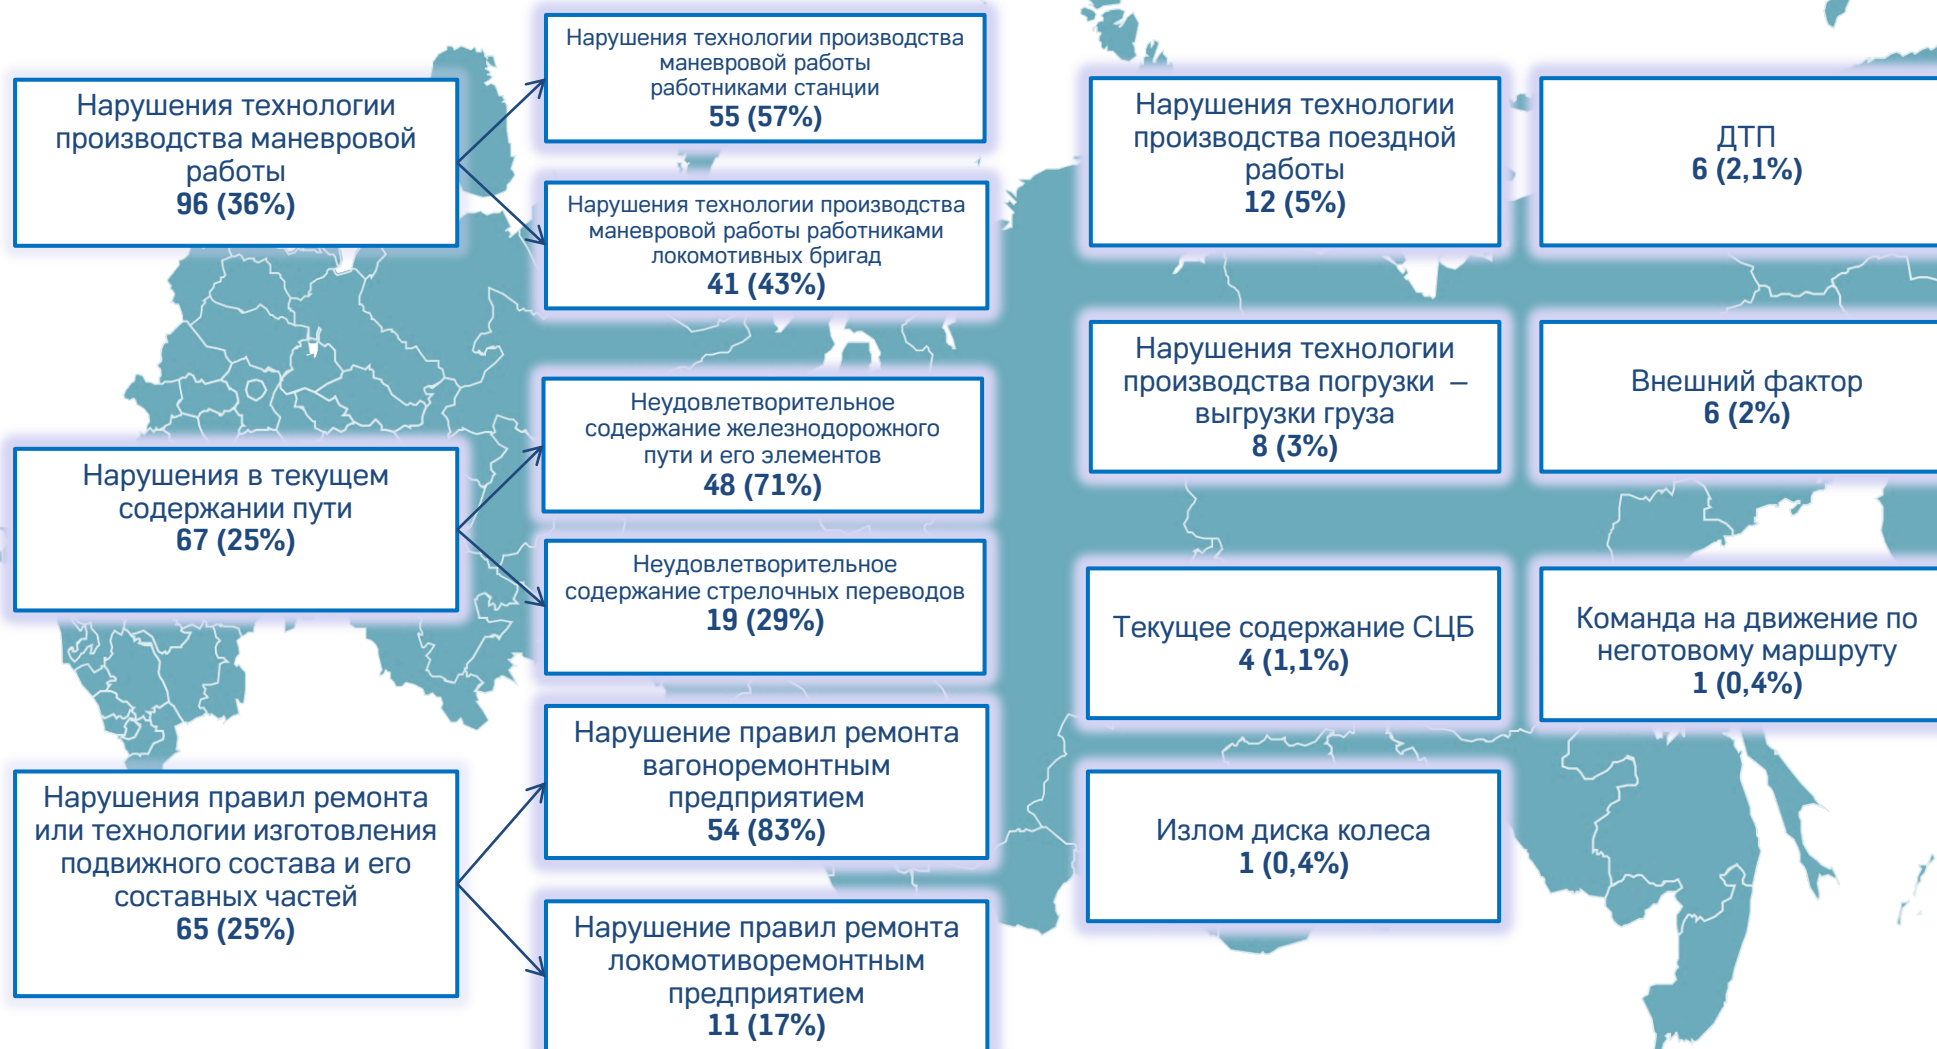 Нарушения технологии
производства маневровой
работы
96 (36%)
Нарушения технологии производства
маневровой работы
работниками станции
55 (57%)
Нарушения технологии производства
маневровой работы работниками
локомотивных бригад
41 (43%)
Нарушения в текущем
содержании пути
67 (25%)
Неудовлетворительное
содержание железнодорожного
пути и его элементов
48 (71%)
Неудовлетворительное
содержание стрелочных переводов
19 (29%)
Нарушения правил ремонта
или технологии изготовления
подвижного состава и его
составных частей
65 (25%)
Нарушение правил ремонта
вагоноремонтным
предприятием
54 (83%)
Нарушение правил ремонта
локомотиворемонтным
предприятием
11 (17%)
Нарушения технологии
производства поездной
работы
12 (5%)
ДТП
6 (2,1%)
Нарушения технологии
производства погрузки –
выгрузки груза
8 (3%)
Внешний фактор
6 (2%)
Текущее содержание СЦБ
4 (1,1%)
Команда на движение по
неготовому маршруту
1 (0,4%)
Излом диска колеса
1 (0,4%)